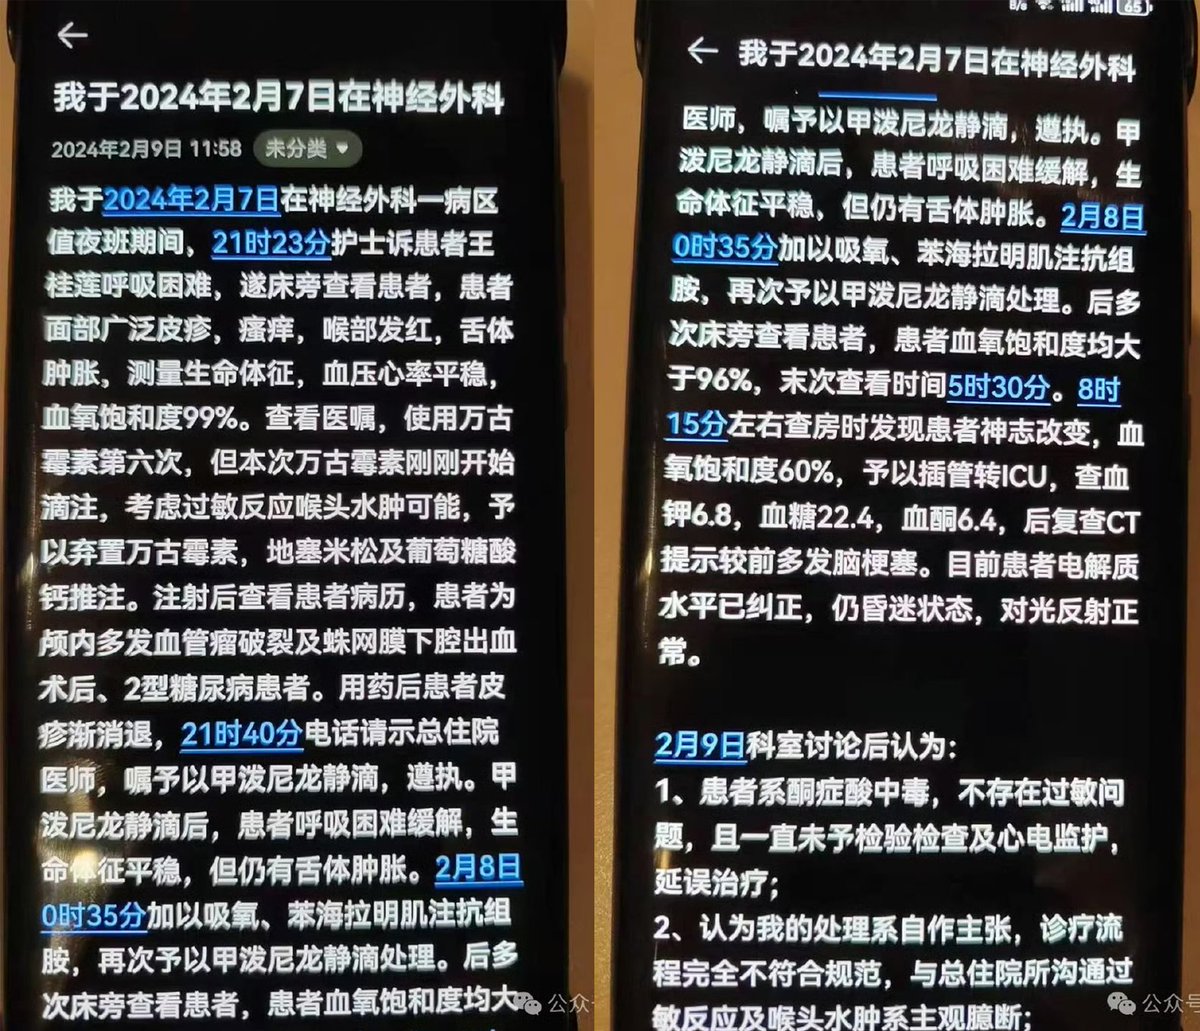 我于2024年2月7日在神经外科
2024年2月9日 11:58 未分类
我于2024年2月7日在神经外科一病区
值夜班期间，21时23分护士诉患者王
桂莲呼吸困难，遂床旁查看患者，患者
面部广泛皮疹，瘙痒，喉部发红，舌体
肿胀，测量生命体征，血压心率平稳，
血氧饱和度99%。查看医嘱，使用万古
霉素第六次，但本次万古霉素刚刚开始
滴注，考虑过敏反应喉头水肿可能，予
以弃置万古霉素，地塞米松及葡萄糖酸
钙推注。注射后查看患者病历，患者为
颅内多发血管瘤破裂及蛛网膜下腔出血
术后、2型糖尿病患者。用药后患者皮
疹渐消退，21时40分电话请示总住院
医师，嘱予以甲泼尼龙静滴，遵执。甲
泼尼龙静滴后，患者呼吸困难缓解，生
命体征平稳，但仍有舌体肿胀。2月8日
0时35分加以吸氧、苯海拉明肌注抗组
胺，再次予以甲泼尼龙静滴处理。后多
次床旁查看患者，患者血氧饱和度均大
公众号
65
我于2024年2月7日在神经外科
医师，嘱予以甲泼尼龙静滴，遵执。甲
泼尼龙静滴后，患者呼吸困难缓解，生
命体征平稳，但仍有舌体肿胀。2月8日
0时35分加以吸氧、苯海拉明肌注抗组
胺，再次予以甲泼尼龙静滴处理。后多
次床旁查看患者，患者血氧饱和度均大
于96%，末次查看时间5时30分。8时
15分左右查房时发现患者神志改变，血
氧饱和度60%，予以插管转ICU，查血
钾6.8，血糖22.4，血酮6.4，后复查CT
提示较前多发脑梗塞。目前患者电解质
水平已纠正，仍昏迷状态，对光反射正
常。
2月9日科室讨论后认为：
1、患者系酮症酸中毒，不存在过敏问
题，且一直未予检验检查及心电监护，
延误治疗；
2、认为我的处理系自作主张，诊疗流
程完全不符合规范，与总住院所沟通过
敏反应及喉头水肿系主观臆断；
公众号